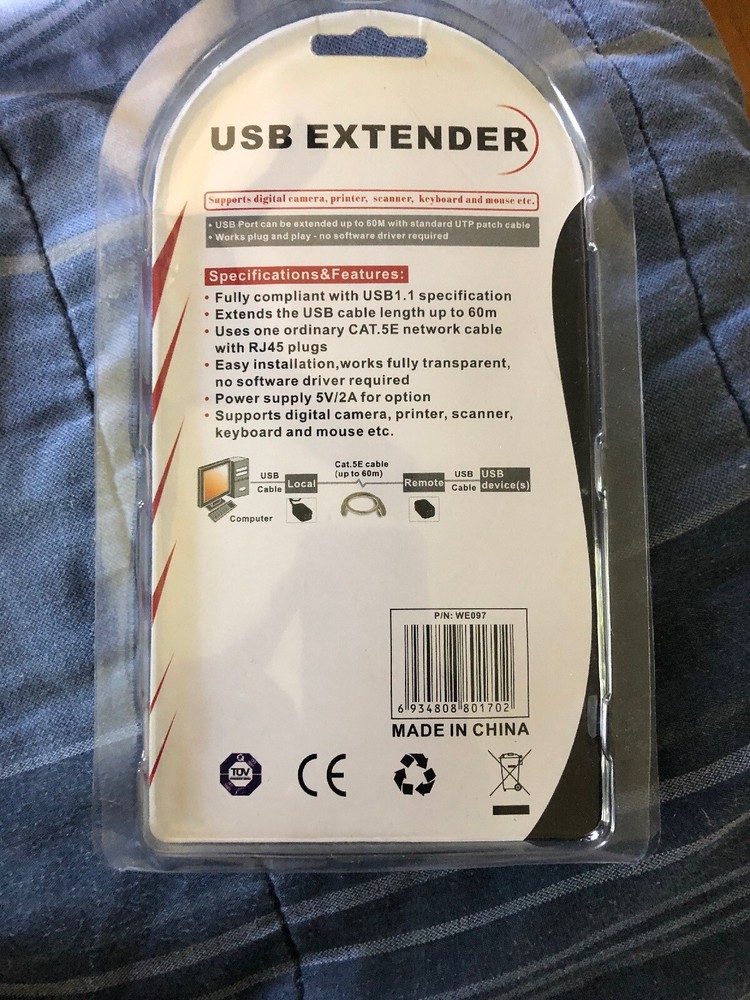 USB EXTENDER
Supports digital camera, printer, scanner, keyboard and mouse etc.
• USB Port can be extended up to 60M with standard UTP patch cable
• Works plug and play - no software driver required
Specifications&Features:
• Fully compliant with USB1.1 specification
• Extends the USB cable length up to 60m
• Uses one ordinary CAT.5E network cable
with RJ45 plugs
• Easy installation,works fully transparent,
no software driver required
• Power supply 5V/2A for option
• Supports digital camera, printer, scanner,
keyboard and mouse etc.
Computer
USB
Cable
Local
Cat.5E cable
(up to 60m)
Remote
USB
Cable
USB
device(s)
P/N: WE097
6 934808 801702
MADE IN CHINA
TÜV
CE